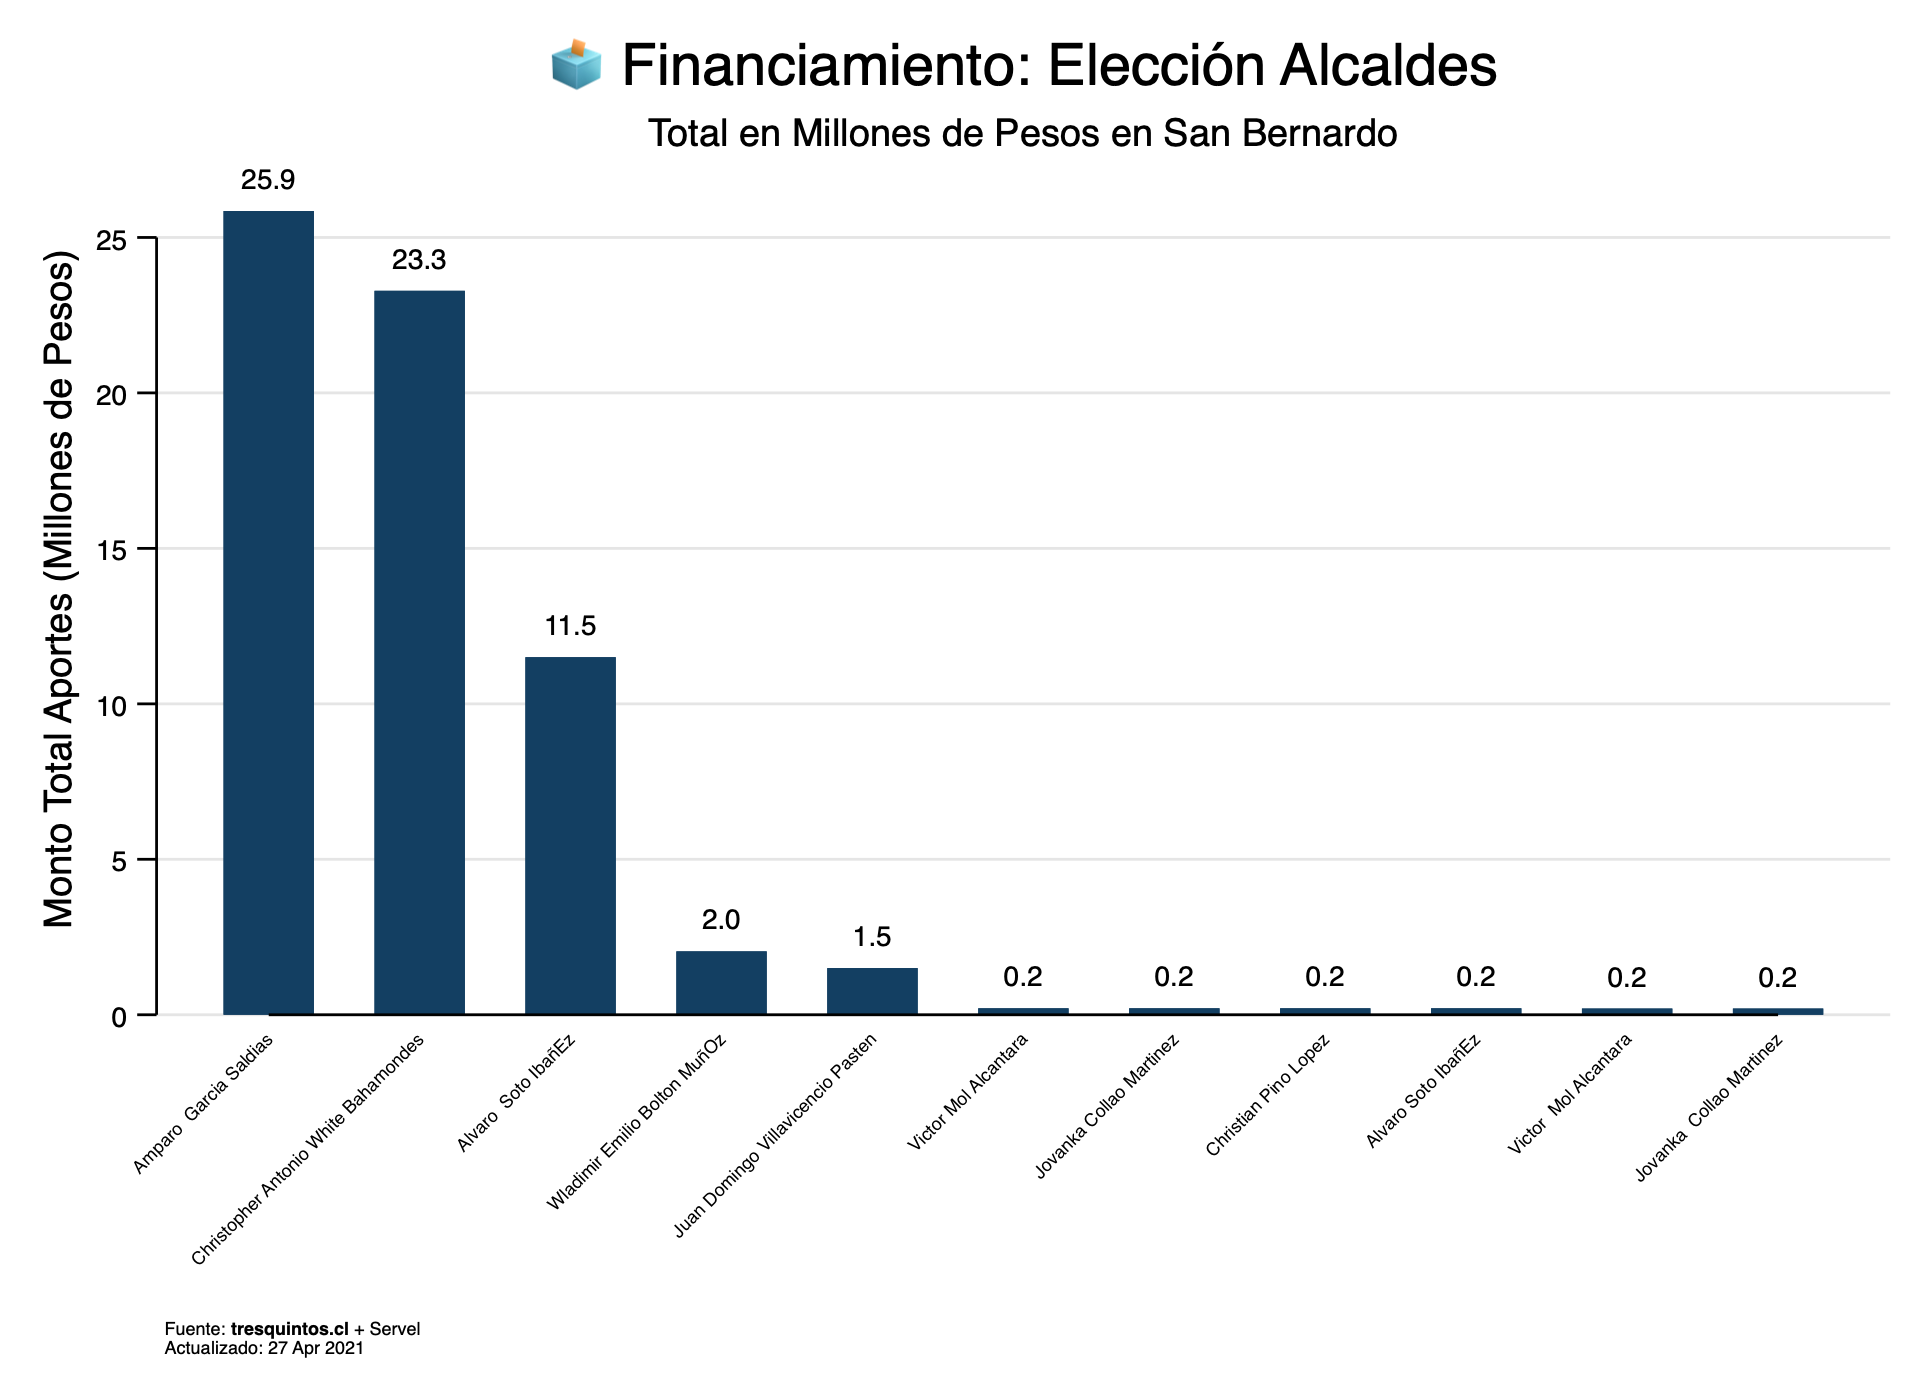 Financiamiento: Elección Alcaldes
Total en Millones de Pesos en San Bernardo
Monto Total Aportes (Millones de Pesos)
25
20
15
10
5
0
25.9
23.3
11.5
2.0
1.5
0.2
0.2
0.2
0.2
0.2
0.2
Amparo  Garcia Saldias
Christopher Antonio White Bahamondes
Alvaro  Soto IbañEz
Wladimir Emilio Bolton MuñOz
Juan Domingo Villavicencio Pasten
Victor Mol Alcantara
Jovanka Collao Martinez
Christian Pino Lopez
Alvaro Soto IbañEz
Victor  Mol Alcantara
Jovanka  Collao Martinez
Fuente: tresquintos.cl + Servel
Actualizado: 27 Apr 2021